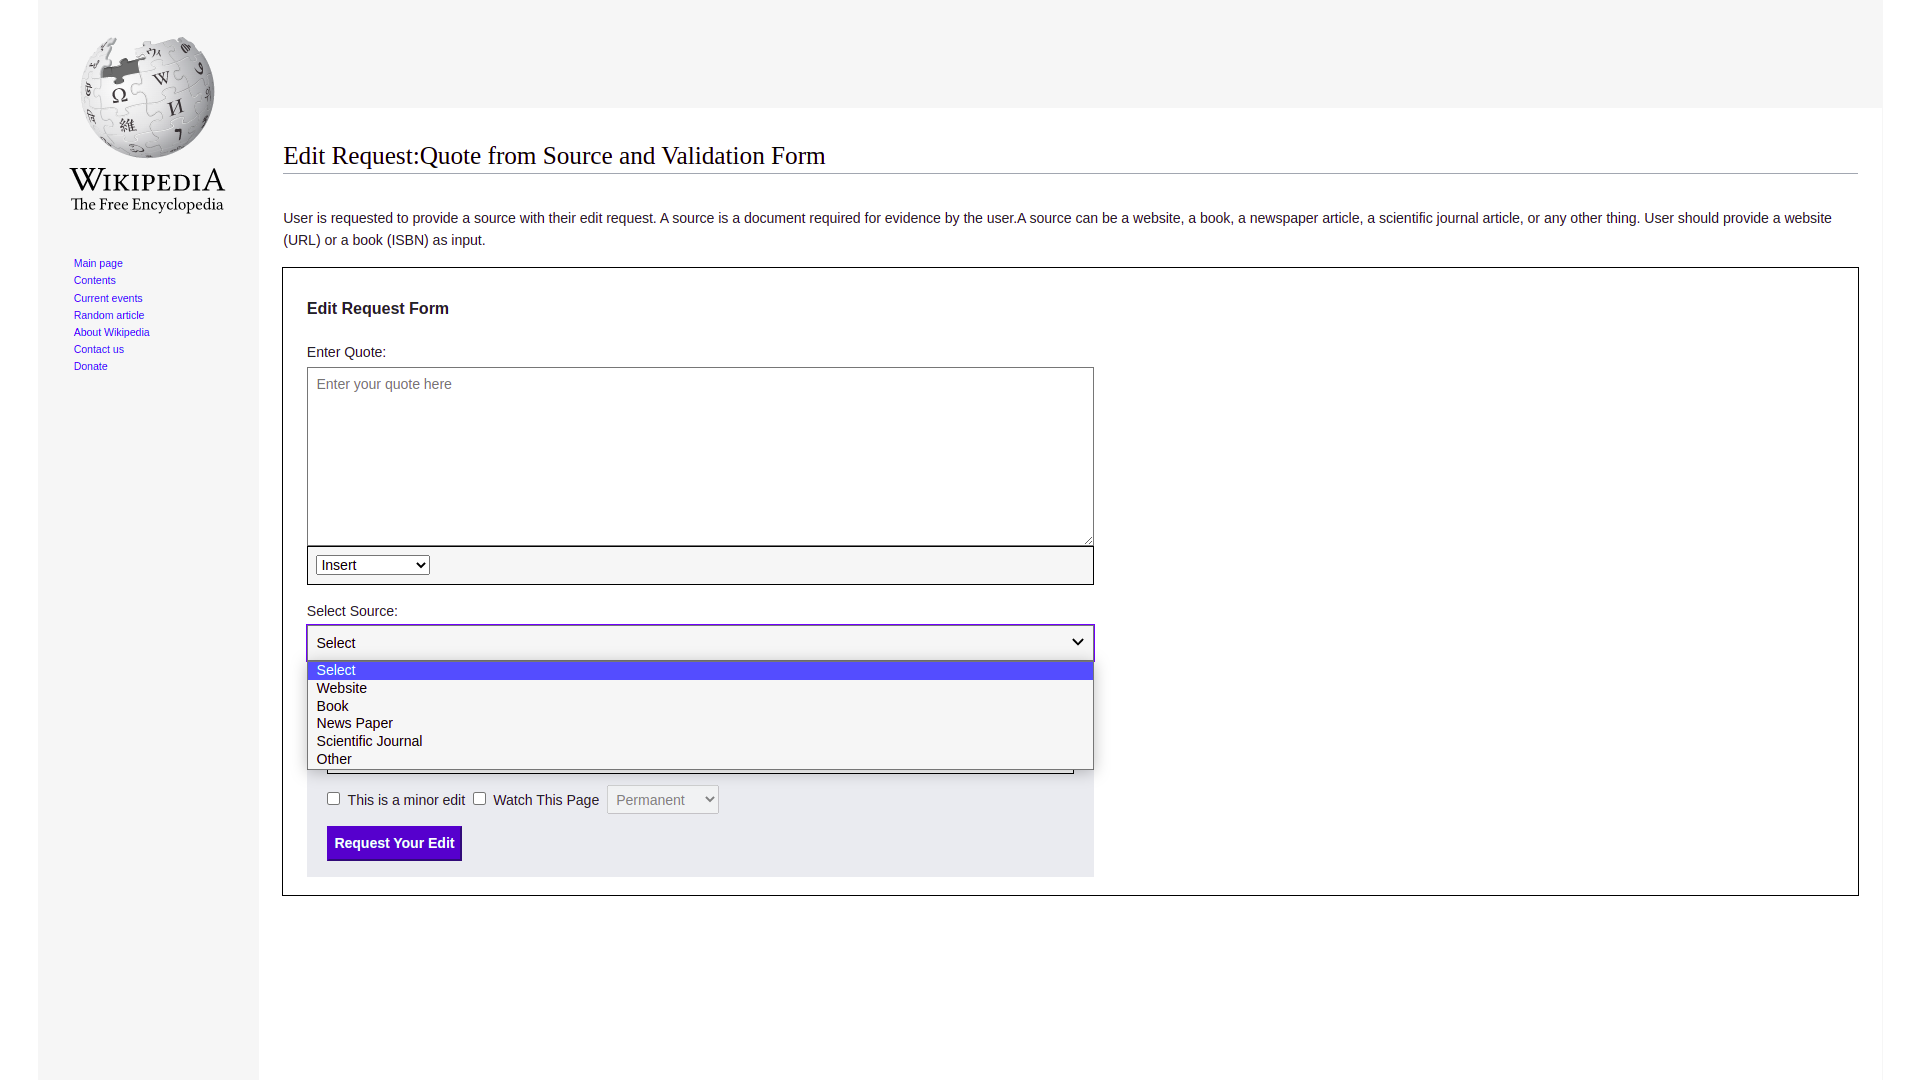 Ω W И 維 ウィ 7
WIKIPEDIA
The Free Encyclopedia
Main page
Contents
Current events
Random article
About Wikipedia
Contact us
Donate
Edit Request:Quote from Source and Validation Form
User is requested to provide a source with their edit request. A source is a document required for evidence by the user.A source can be a website, a book, a newspaper article, a scientific journal article, or any other thing. User should provide a website
(URL) or a book (ISBN) as input.
Edit Request Form
Enter Quote:
Enter your quote here
Insert
Select Source:
Select
Select
Website
Book
News Paper
Scientific Journal
Other
This is a minor edit Watch This Page Permanent
Request Your Edit